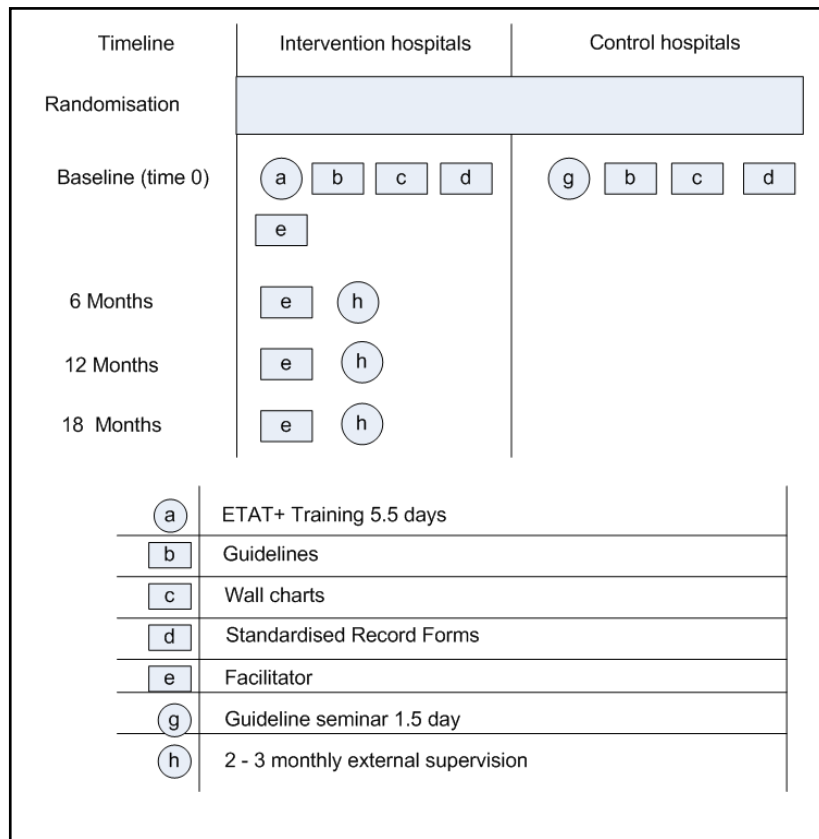 Timeline Intervention hospitals Control hospitals
Randomisation
Baseline (time 0) a b c d g b c d
e
6 Months e h
12 Months e h
18 Months e h
a ETAT+ Training 5.5 days
b Guidelines
c Wall charts
d Standardised Record Forms
e Facilitator
g Guideline seminar 1.5 day
h 2 - 3 monthly external supervision